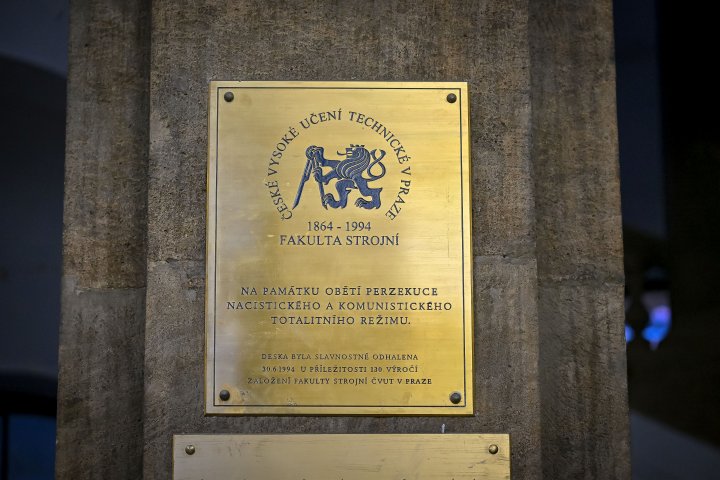 ČESKÉ VYSOKÉ UČENÍ TECHNICKÉ V PRAZE
1864 - 1994
FAKULTA STROJNÍ
NA PAMÁTKU OBĚTÍ PERZEKUCE
NACISTICKÉHO A KOMUNISTICKÉHO
TOTALITNÍHO REŽIMU.
DESKA BYLA SLAVNOSTNĚ ODHALENA
30.6.1994 U PŘÍLEŽITOSTI 130 VÝROČÍ
ZALOŽENÍ FAKULTY STROJNÍ ČVUT V PRAZE